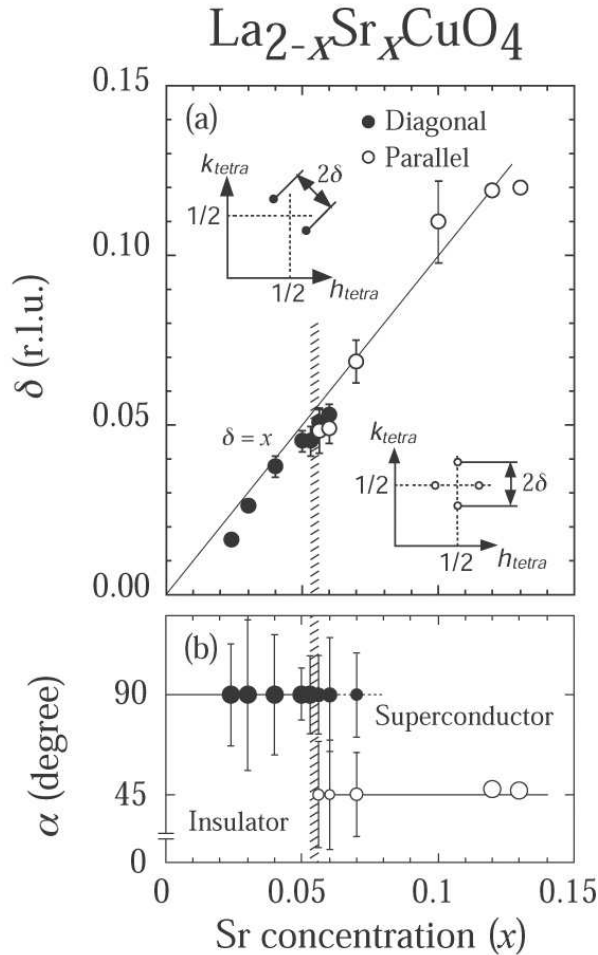 La2-xSrxCuO4
0.15
(a)
● Diagonal
○ Parallel
ktetra
2δ
1/2
1/2
htetra
0.10
δ (r.l.u.)
0.05
δ = x
ktetra
1/2
2δ
1/2
htetra
0.00
(b)
90
Superconductor
α (degree)
45
Insulator
0
0 0.05 0.10 0.15
Sr concentration (x)